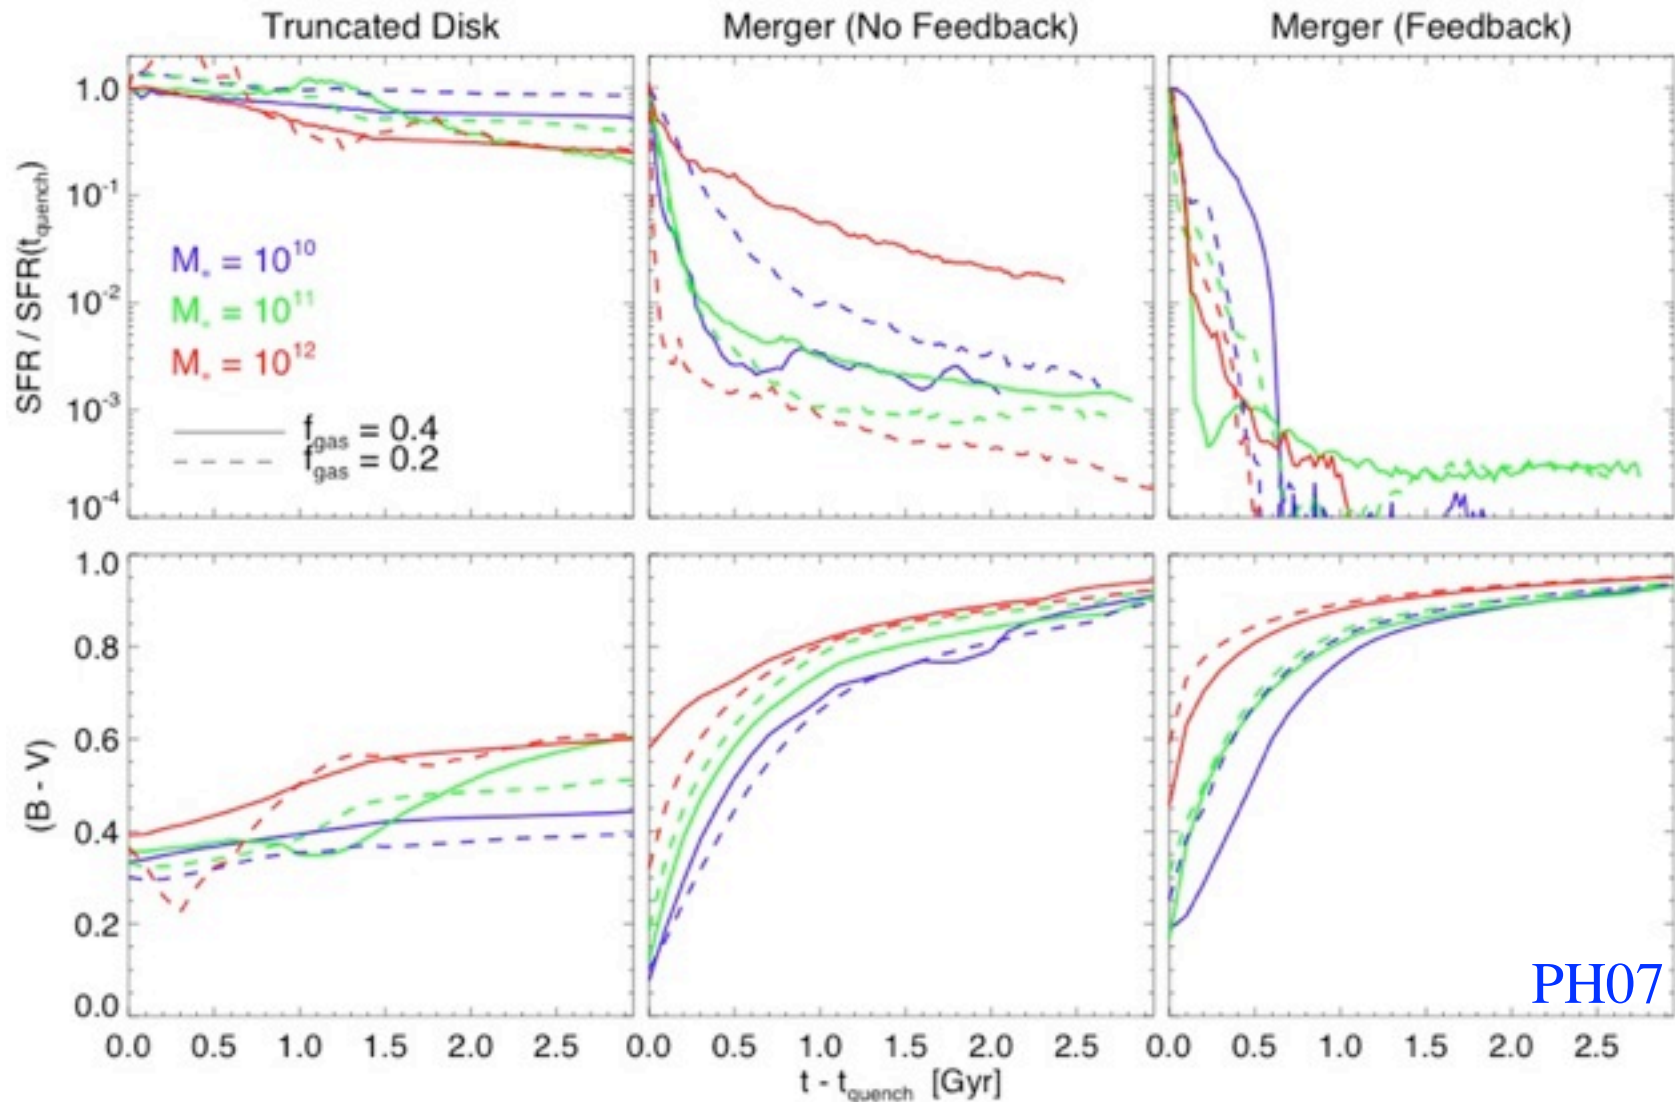 Truncated Disk
Merger (No Feedback)
Merger (Feedback)
SFR / SFR(t_quench)
1.0
10^-1
10^-2
10^-3
10^-4
M_* = 10^10
M_* = 10^11
M_* = 10^12
f_gas = 0.4
f_gas = 0.2
(B - V)
1.0
0.8
0.6
0.4
0.2
0.0
PH07
0.0 0.5 1.0 1.5 2.0 2.5
0.0 0.5 1.0 1.5 2.0 2.5
0.0 0.5 1.0 1.5 2.0 2.5
t - t_quench [Gyr]